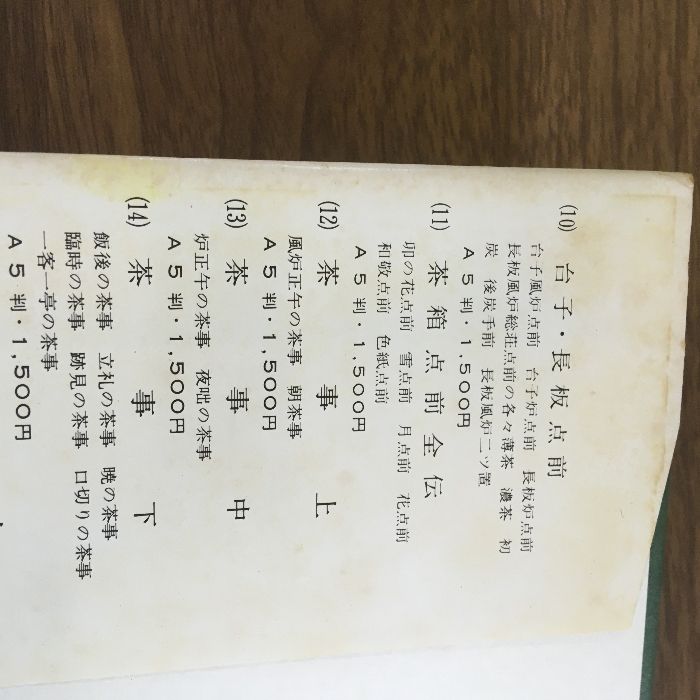 (10) 台子・長板点前
台子風炉点前 台子炉点前 長板炉点前
長板風炉総荘点前の各々薄茶 濃茶 初
炭 後炭手前 長板風炉二ツ置
A5判・1,500円
(11) 茶箱点前全伝
卯の花点前 雪点前 月点前 花点前
和敬点前 色紙点前
A5判・1,500円
(12) 茶事上
風炉正午の茶事 朝茶事
A5判・1,500円
(13) 茶事中
炉正午の茶事 夜咄の茶事
A5判・1,500円
(14) 茶事下
飯後の茶事 立礼の茶事 暁の茶事
臨時の茶事 跡見の茶事 口切りの茶事
一客一亭の茶事
A5判・1,500円